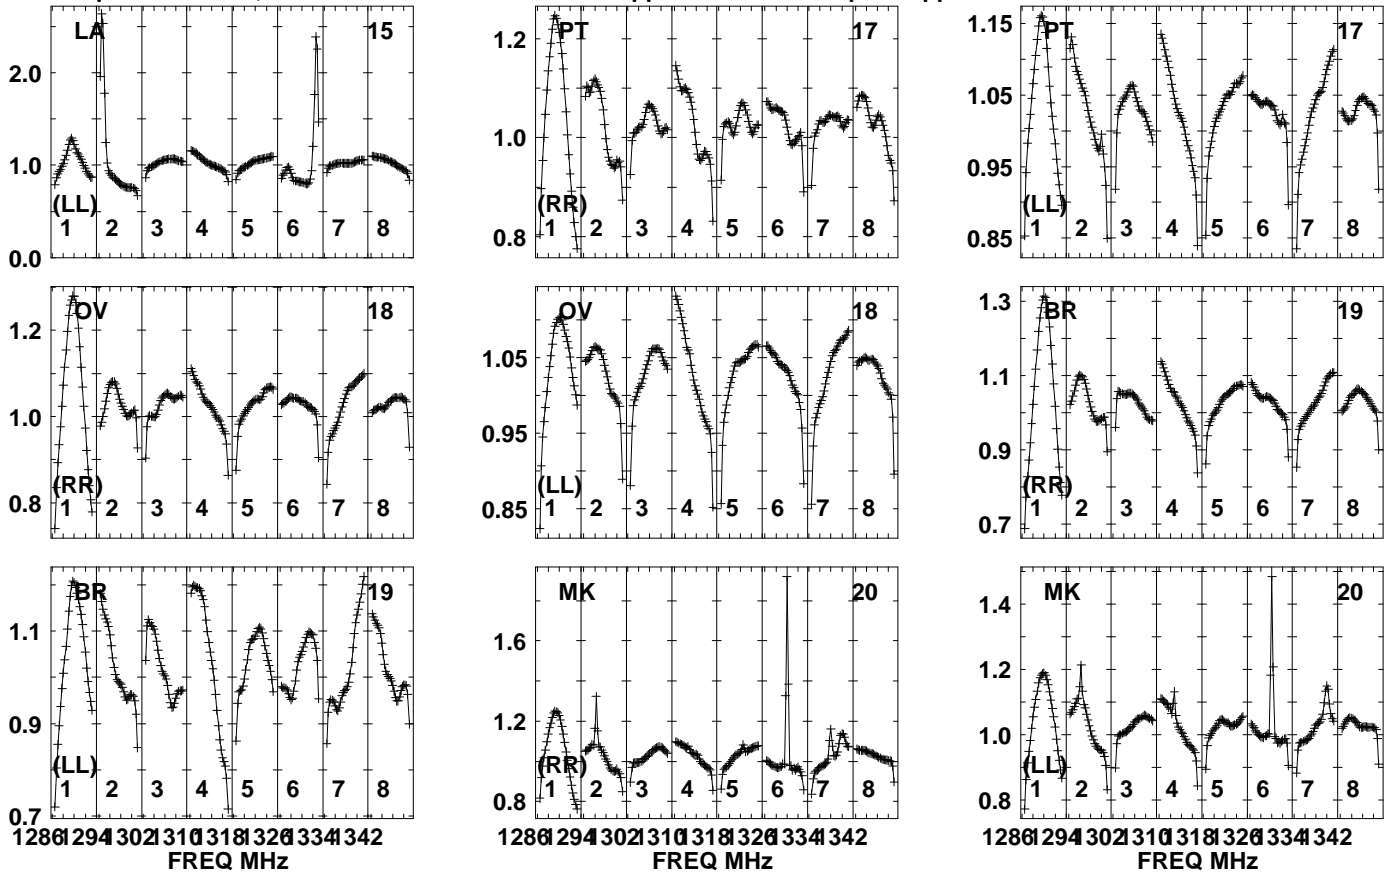 LA 15
2.0
1.0
0.0
(LL)
1 2 3 4 5 6 7 8
PT 17
1.2
1.0
0.8
(RR)
1 2 3 4 5 6 7 8
PT 17
1.15
1.05
0.95
0.85
(LL)
1 2 3 4 5 6 7 8
OV 18
1.2
1.0
0.8
(RR)
1 2 3 4 5 6 7 8
OV 18
1.05
0.95
0.85
(LL)
1 2 3 4 5 6 7 8
BR 19
1.3
1.1
0.9
0.7
(RR)
1 2 3 4 5 6 7 8
BR 19
1.1
0.9
0.7
(LL)
1 2 3 4 5 6 7 8
1286 1294 1302 1310 1318 1326 1334 1342
FREQ MHz
MK 20
1.6
1.2
0.8
(RR)
1 2 3 4 5 6 7 8
1286 1294 1302 1310 1318 1326 1334 1342
FREQ MHz
MK 20
1.4
1.2
1.0
0.8
(LL)
1 2 3 4 5 6 7 8
1286 1294 1302 1310 1318 1326 1334 1342
FREQ MHz